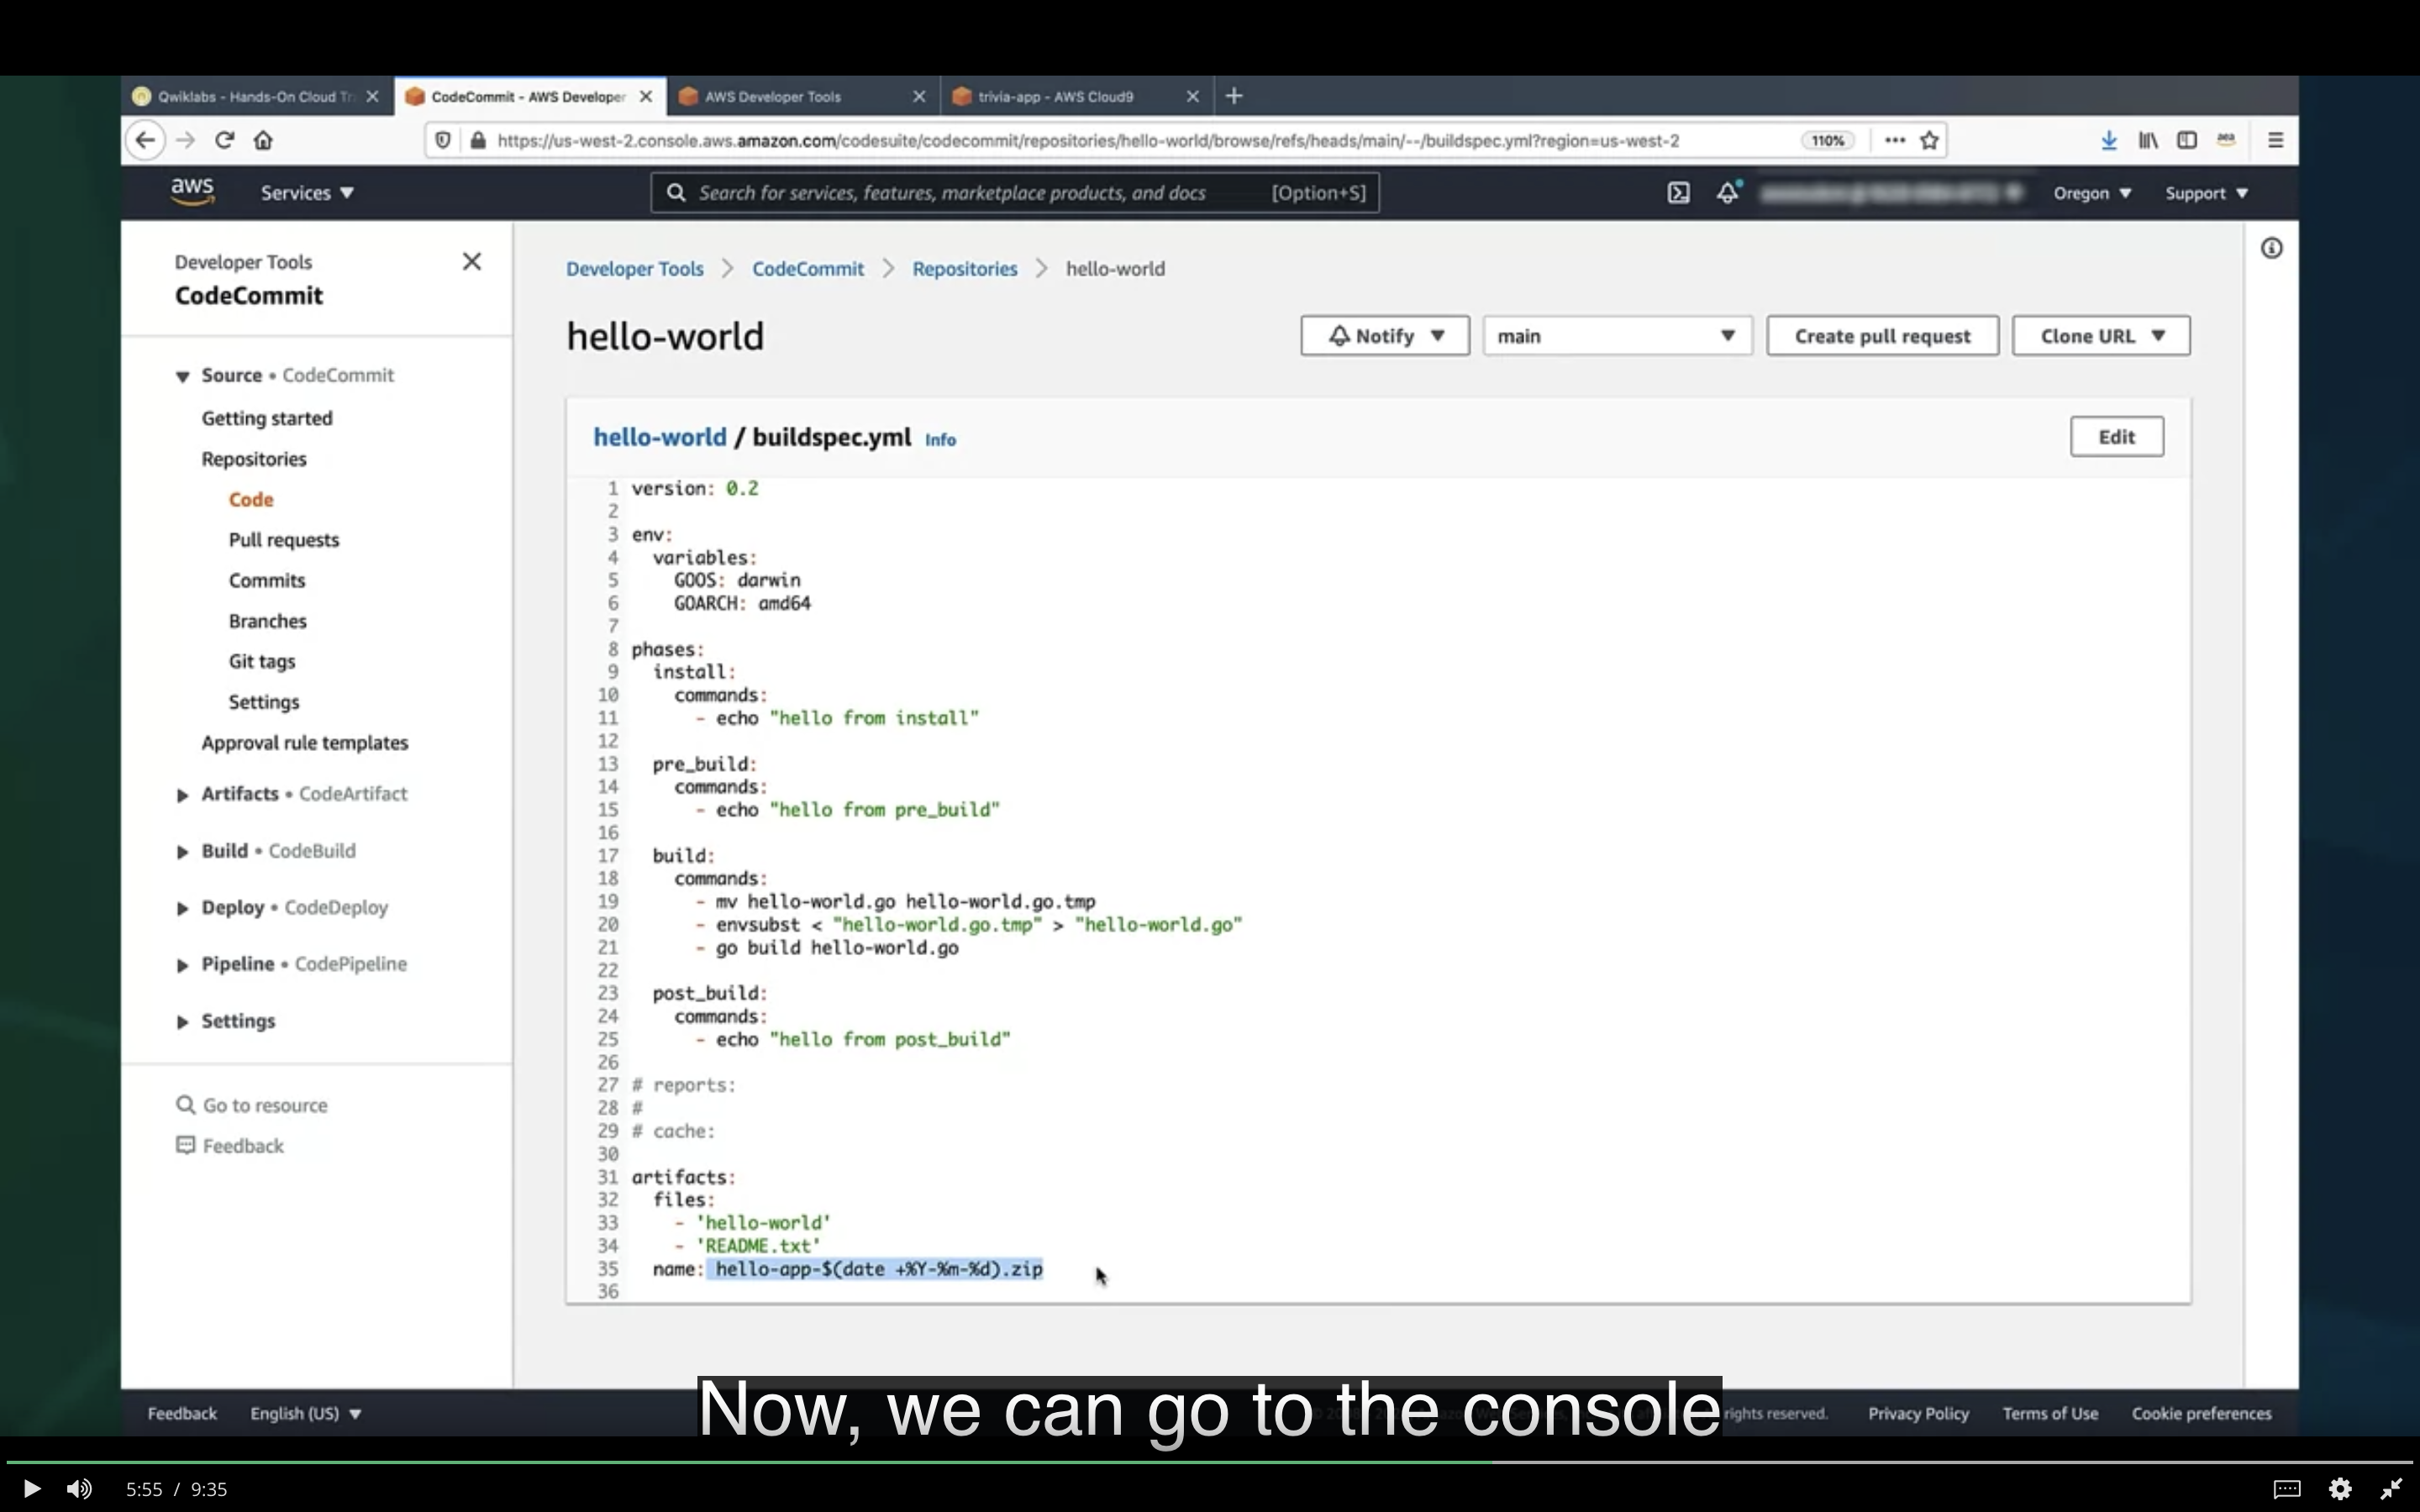 Qwiklabs - Hands-On Cloud Tr
CodeCommit - AWS Developer
AWS Developer Tools
trivia-app - AWS Cloud9
https://us-west-2.console.aws.amazon.com/codesuite/codecommit/repositories/hello-world/browse/refs/heads/main/--/buildspec.yml?region=us-west-2
110%
aws
Services
Search for services, features, marketplace products, and docs
[Option+S]
Oregon
Support
Developer Tools
CodeCommit
Source • CodeCommit
Getting started
Repositories
Code
Pull requests
Commits
Branches
Git tags
Settings
Approval rule templates
Artifacts • CodeArtifact
Build • CodeBuild
Deploy • CodeDeploy
Pipeline • CodePipeline
Settings
Go to resource
Feedback
Developer Tools > CodeCommit > Repositories > hello-world
hello-world
Notify
main
Create pull request
Clone URL
hello-world / buildspec.yml Info
Edit
1 version: 0.2
2
3 env:
4   variables:
5     GOOS: darwin
6     GOARCH: amd64
7
8 phases:
9   install:
10     commands:
11       - echo "hello from install"
12
13   pre_build:
14     commands:
15       - echo "hello from pre_build"
16
17   build:
18     commands:
19       - mv hello-world.go hello-world.go.tmp
20       - envsubst < "hello-world.go.tmp" > "hello-world.go"
21       - go build hello-world.go
22
23   post_build:
24     commands:
25       - echo "hello from post_build"
26
27 # reports:
28 #
29 # cache:
30
31 artifacts:
32   files:
33     - 'hello-world'
34     - 'README.txt'
35   name: hello-app-$(date +%Y-%m-%d).zip
36
Feedback
English (US)
rights reserved.
Privacy Policy
Terms of Use
Cookie preferences
Now, we can go to the console
5:55 / 9:35